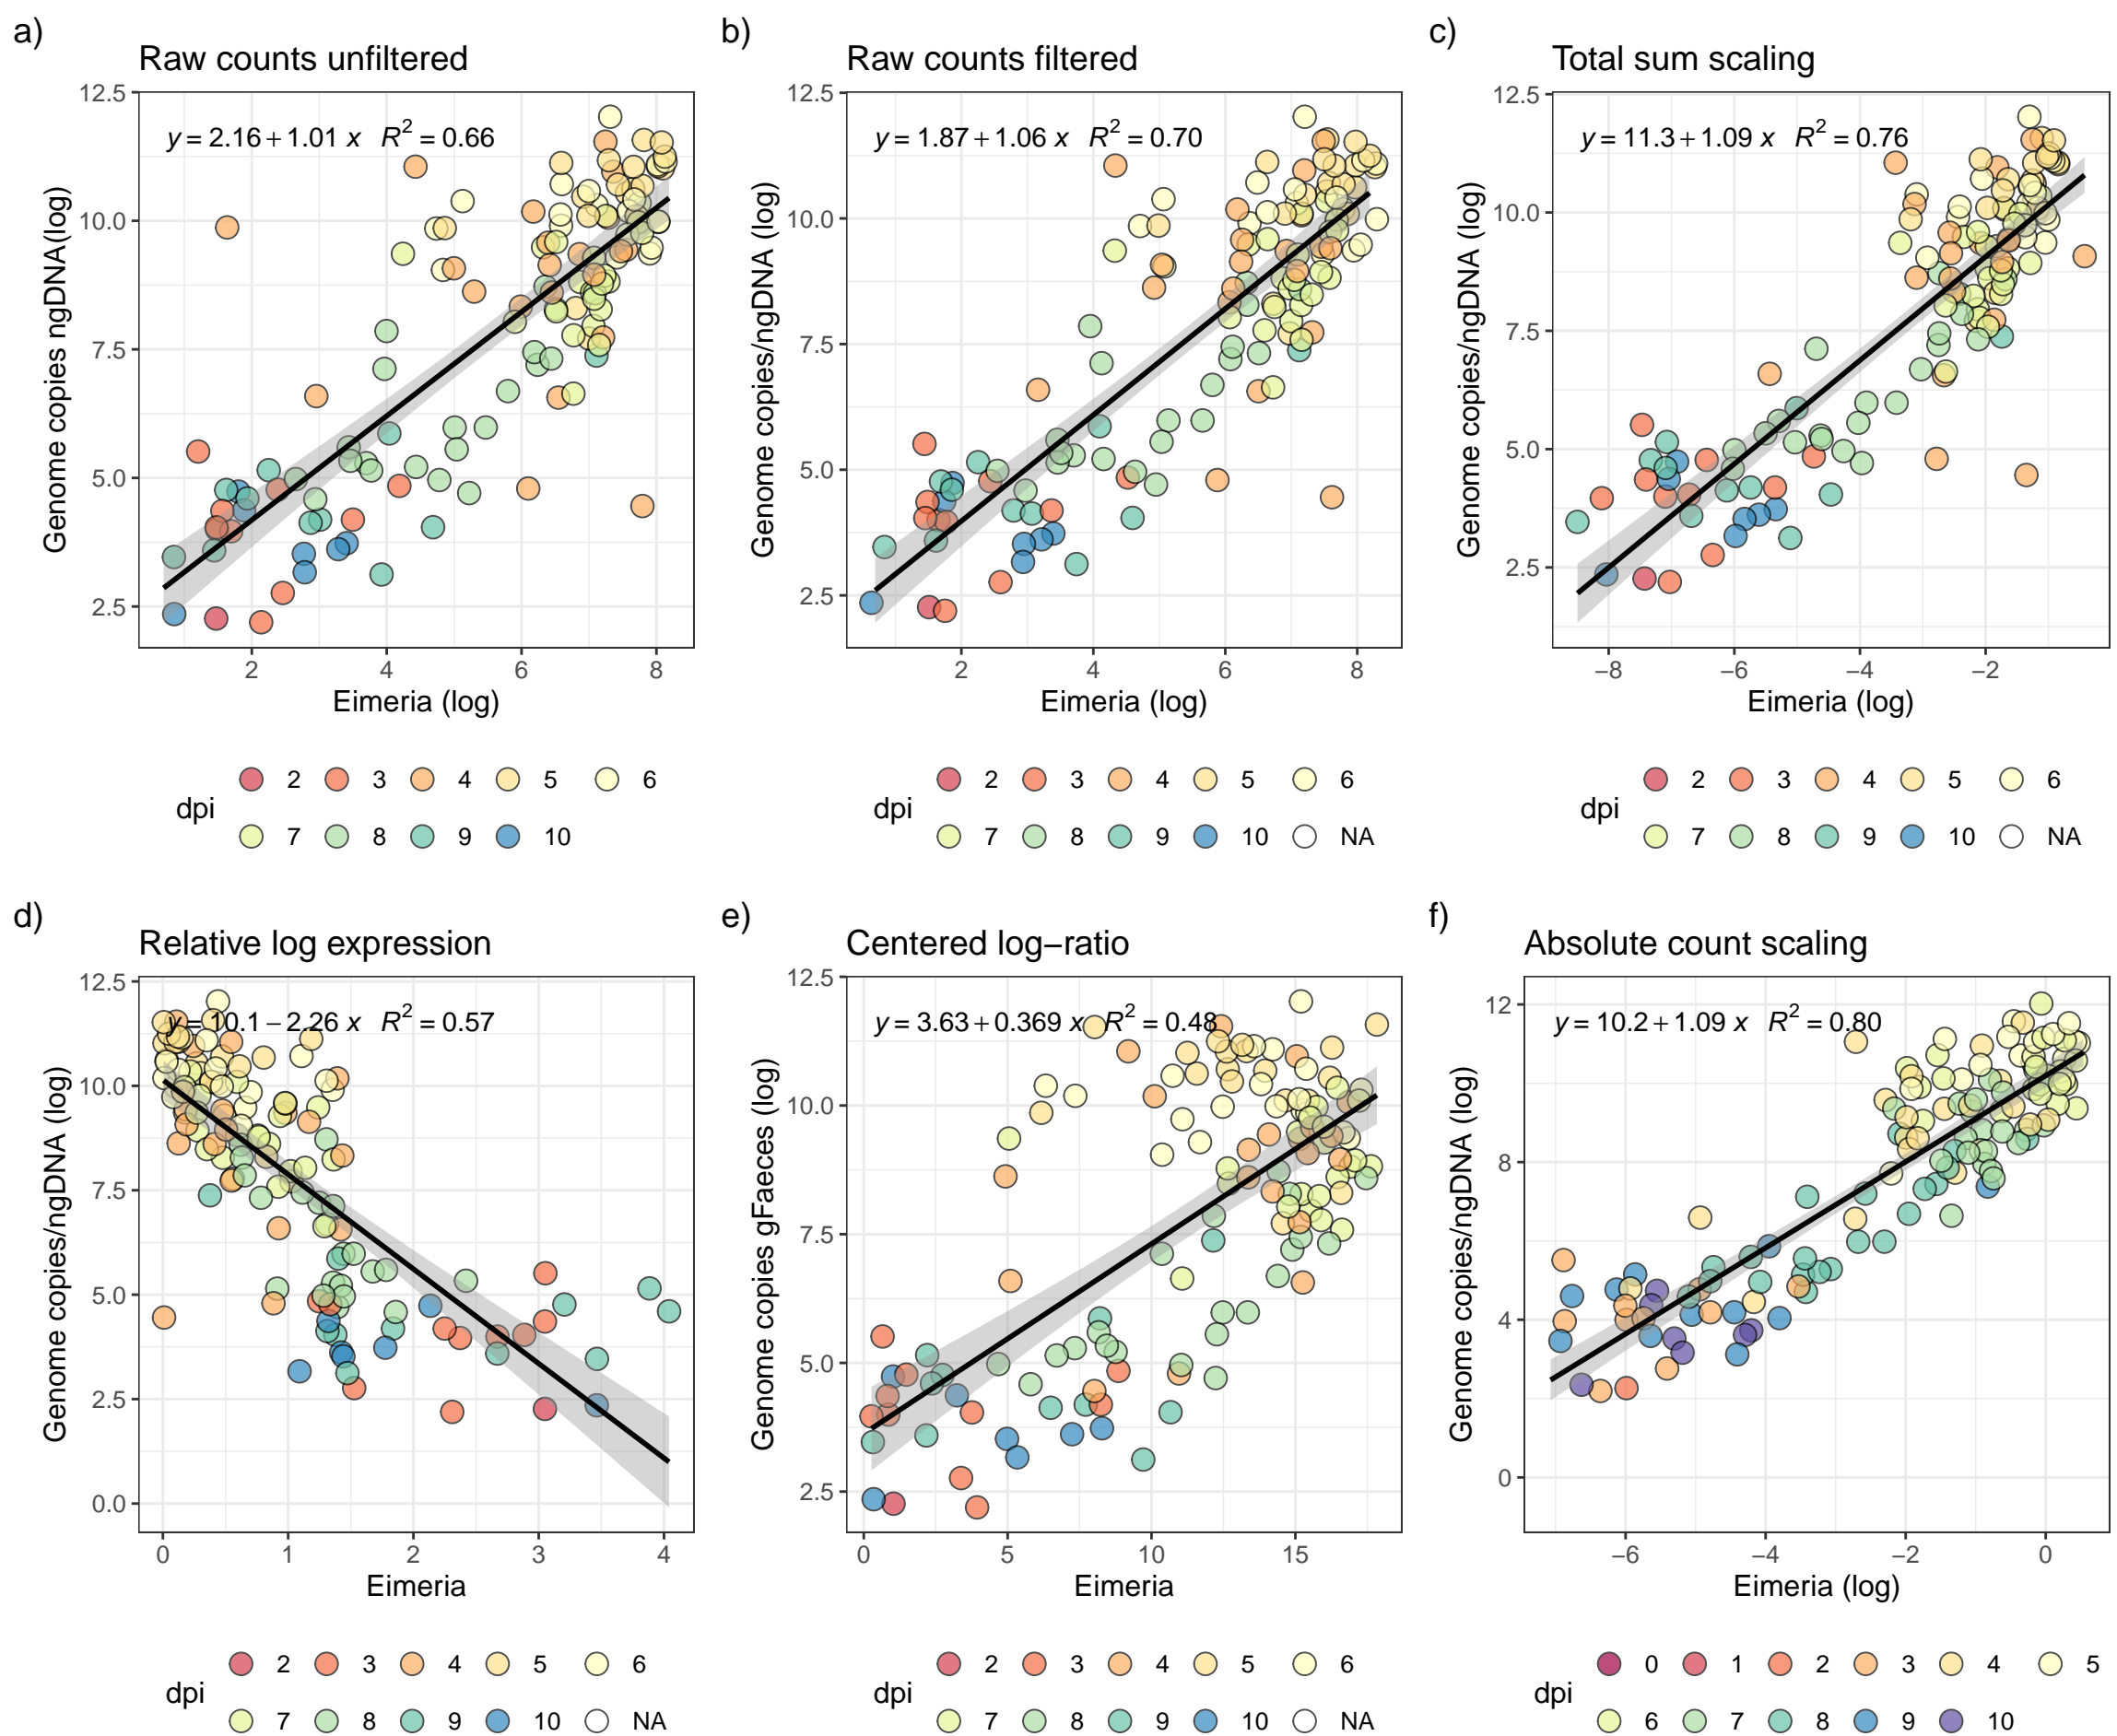 a)
Raw counts unfiltered
y = 2.16 + 1.01 x R² = 0.66
Genome copies ngDNA(log)
12.5
10.0
7.5
5.0
2.5
2 4 6 8
Eimeria (log)
dpi
2 3 4 5 6
7 8 9 10
b)
Raw counts filtered
y = 1.87 + 1.06 x R² = 0.70
Genome copies/ngDNA (log)
12.5
10.0
7.5
5.0
2.5
2 4 6 8
Eimeria (log)
dpi
2 3 4 5 6
7 8 9 10 NA
c)
Total sum scaling
y = 11.3 + 1.09 x R² = 0.76
Genome copies/ngDNA (log)
12.5
10.0
7.5
5.0
2.5
−8 −6 −4 −2
Eimeria (log)
dpi
2 3 4 5 6
7 8 9 10 NA
d)
Relative log expression
y = 10.1 − 2.26 x R² = 0.57
Genome copies/ngDNA (log)
12.5
10.0
7.5
5.0
2.5
0.0
0 1 2 3 4
Eimeria
dpi
2 3 4 5 6
7 8 9 10 NA
e)
Centered log−ratio
y = 3.63 + 0.369 x R² = 0.48
Genome copies gFaeces (log)
12.5
10.0
7.5
5.0
2.5
0 5 10 15
Eimeria
dpi
2 3 4 5 6
7 8 9 10 NA
f)
Absolute count scaling
y = 10.2 + 1.09 x R² = 0.80
Genome copies/ngDNA (log)
12
8
4
0
−6 −4 −2 0
Eimeria (log)
dpi
0 1 2 3 4 5
6 7 8 9 10